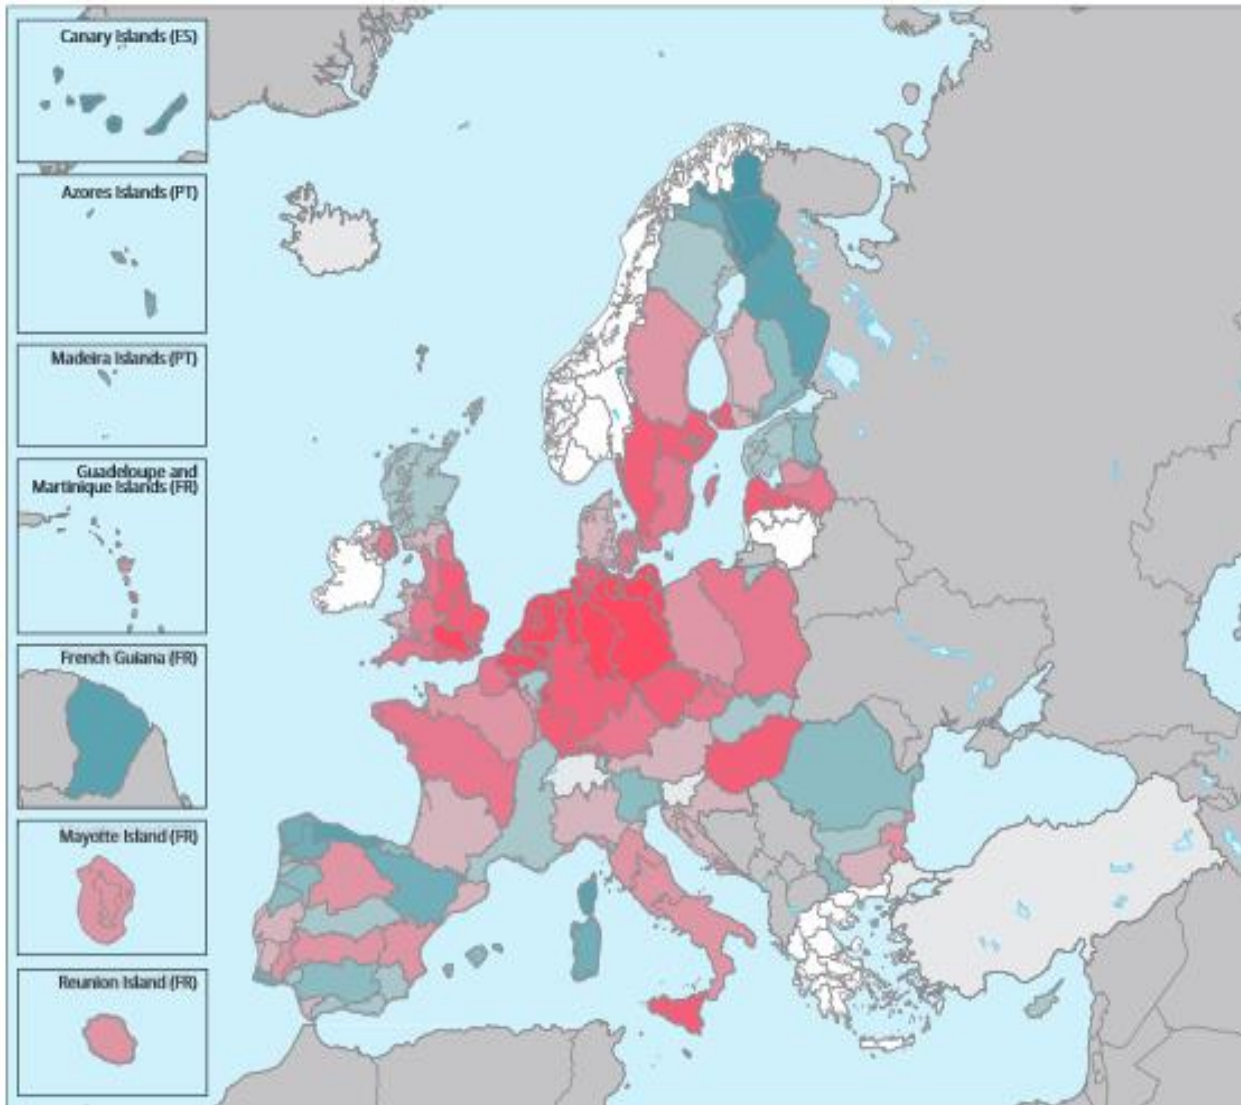 Canary Islands (ES)
Azores Islands (PT)
Madeira Islands (PT)
Guadeloupe and
Martinique Islands (FR)
French Guiana (FR)
Mayotte Island (FR)
Reunion Island (FR)